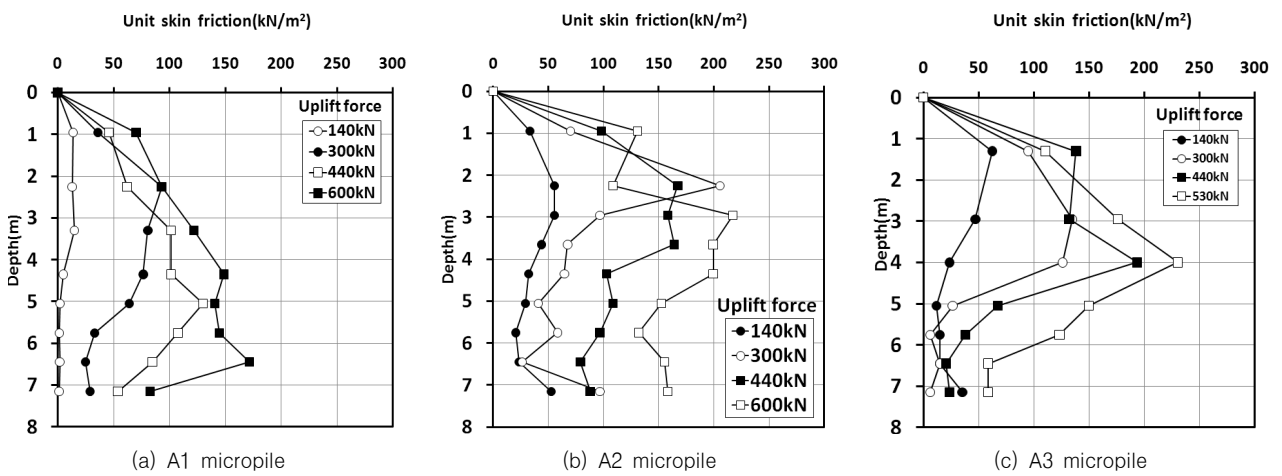 Unit skin friction(kN/m²)
0 50 100 150 200 250 300
Depth(m)
0
1
2
3
4
5
6
7
8
Uplift force
140kN
300kN
440kN
600kN
(a) A1 micropile
Unit skin friction(kN/m²)
0 50 100 150 200 250 300
Depth(m)
0
1
2
3
4
5
6
7
8
Uplift force
140kN
300kN
440kN
600kN
(b) A2 micropile
Unit skin friction(kN/m²)
0 50 100 150 200 250 300
Depth(m)
0
1
2
3
4
5
6
7
8
Uplift force
140kN
300kN
440kN
530kN
(c) A3 micropile